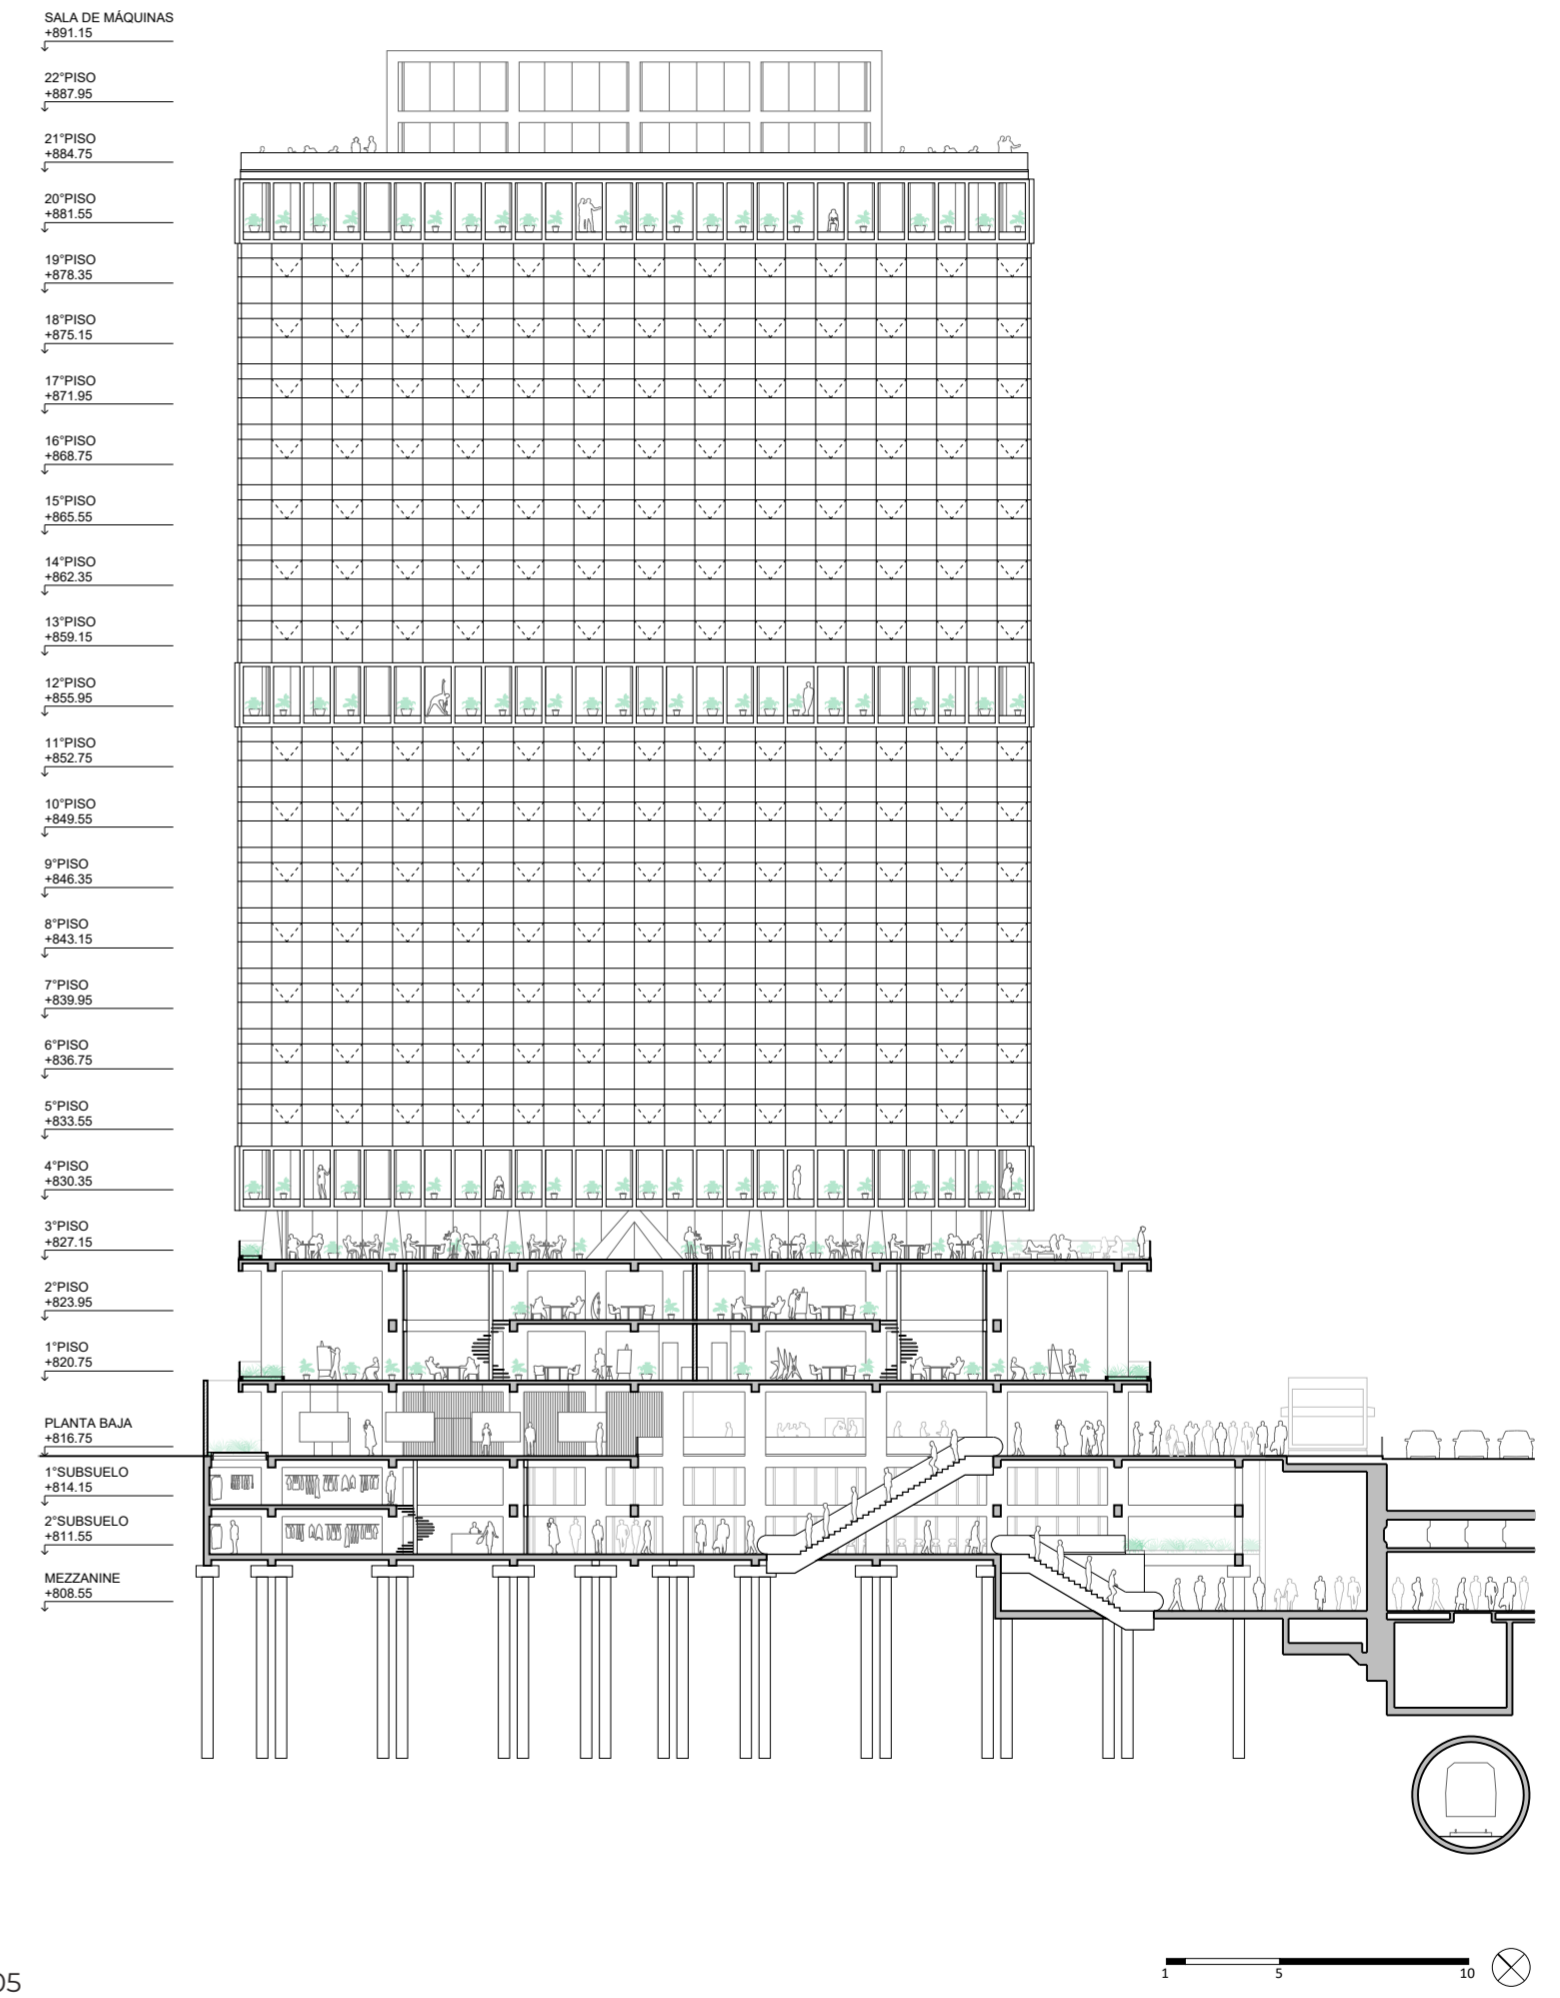 SALA DE MÁQUINAS
+891.15
22°PISO
+887.95
21°PISO
+884.75
20°PISO
+881.55
19°PISO
+878.35
18°PISO
+875.15
17°PISO
+871.95
16°PISO
+868.75
15°PISO
+865.55
14°PISO
+862.35
13°PISO
+859.15
12°PISO
+855.95
11°PISO
+852.75
10°PISO
+849.55
9°PISO
+846.35
8°PISO
+843.15
7°PISO
+839.95
6°PISO
+836.75
5°PISO
+833.55
4°PISO
+830.35
3°PISO
+827.15
2°PISO
+823.95
1°PISO
+820.75
PLANTA BAJA
+816.75
1°SUBSUELO
+814.15
2°SUBSUELO
+811.55
MEZZANINE
+808.55
1 5 10
05